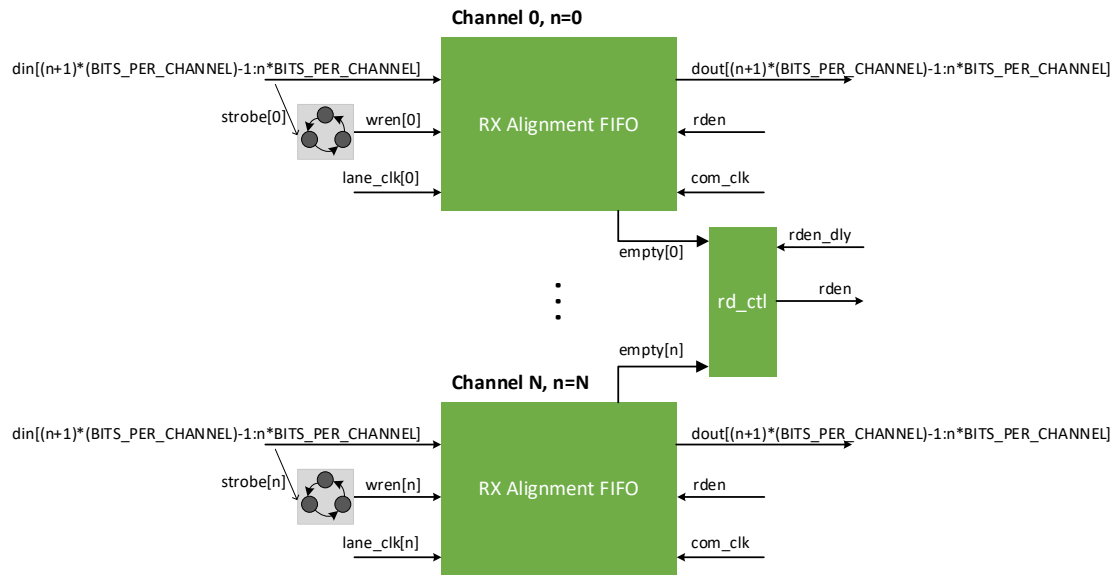 Channel 0, n=0
din[(n+1)*(BITS_PER_CHANNEL)-1:n*BITS_PER_CHANNEL]
dout[(n+1)*(BITS_PER_CHANNEL)-1:n*BITS_PER_CHANNEL]
strobe[0]
wren[0]
RX Alignment FIFO
rden
lane_clk[0]
com_clk
empty[0]
rden_dly
rd_ctl
rden
empty[n]
Channel N, n=N
din[(n+1)*(BITS_PER_CHANNEL)-1:n*BITS_PER_CHANNEL]
dout[(n+1)*(BITS_PER_CHANNEL)-1:n*BITS_PER_CHANNEL]
strobe[n]
wren[n]
RX Alignment FIFO
rden
lane_clk[n]
com_clk